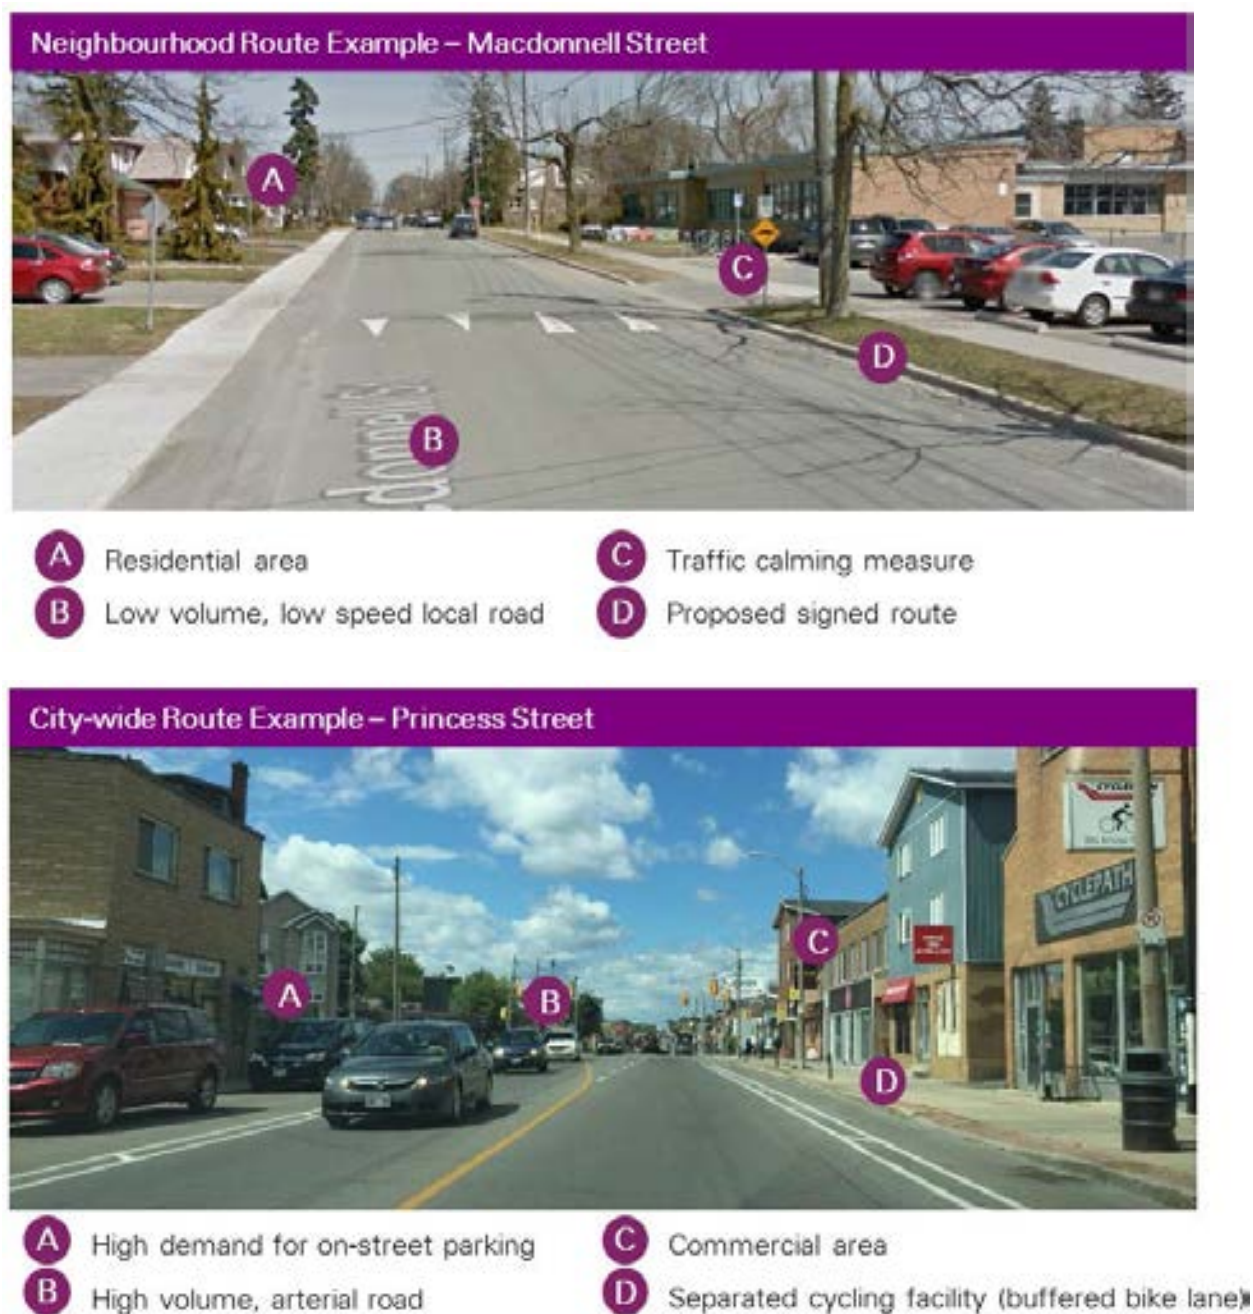 Neighbourhood Route Example – Macdonnell Street
A
C
D
donnell
B
A Residential area
C Traffic calming measure
B Low volume, low speed local road
D Proposed signed route
City-wide Route Example – Princess Street
CYCLEPATH
C
A
B
D
A High demand for on-street parking
C Commercial area
B High volume, arterial road
D Separated cycling facility (buffered bike lane)